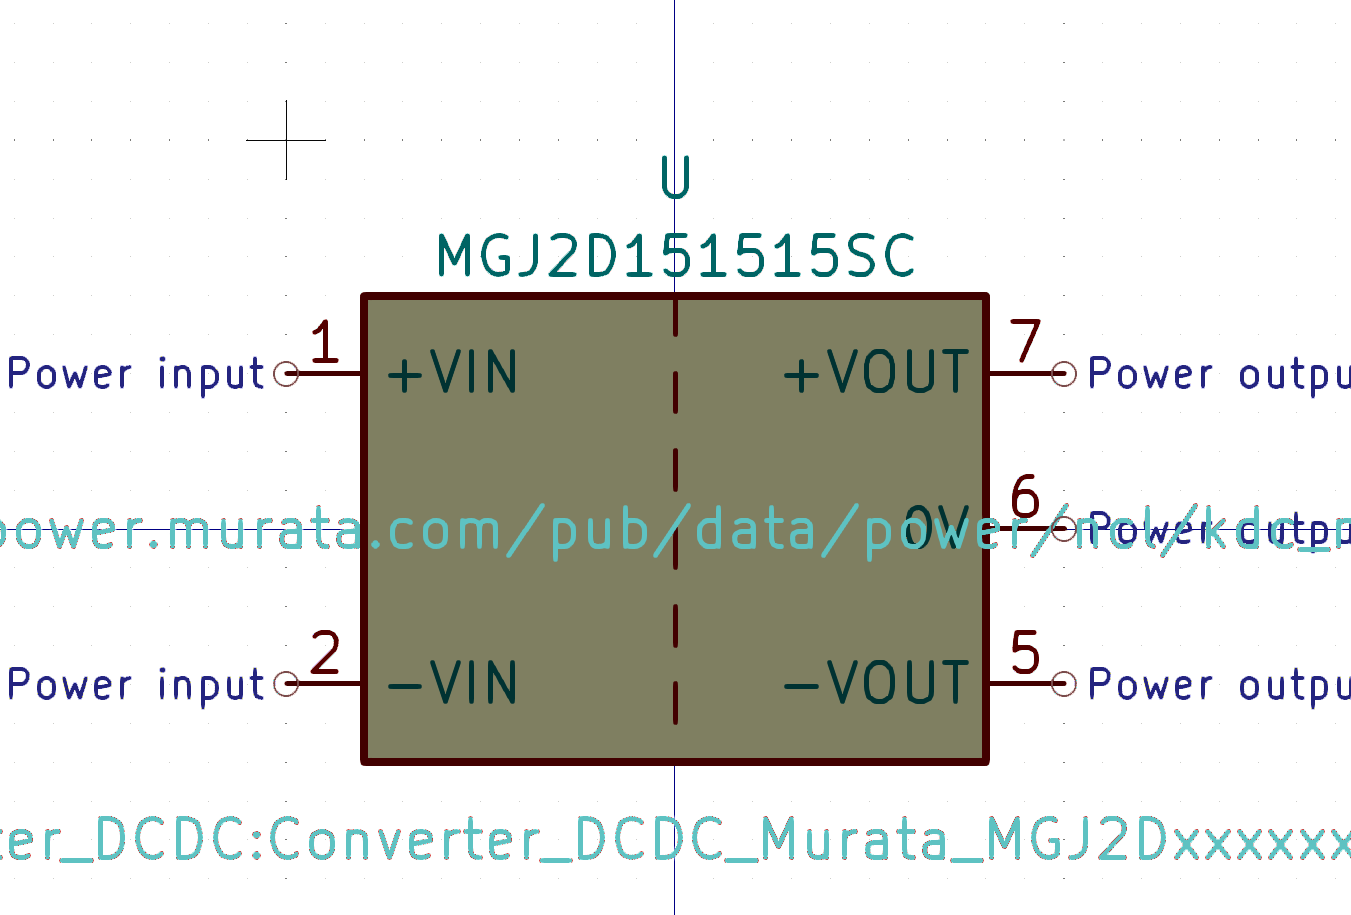 U
MGJ2D151515SC
Power input 1 +VIN +VOUT 7 Power outpu
power.murata.com/pub/data/power/ncl/kdc_
0V 6 Power outpu
Power input 2 -VIN -VOUT 5 Power outpu
ter_DCDC:Converter_DCDC_Murata_MGJ2Dxxxxxx